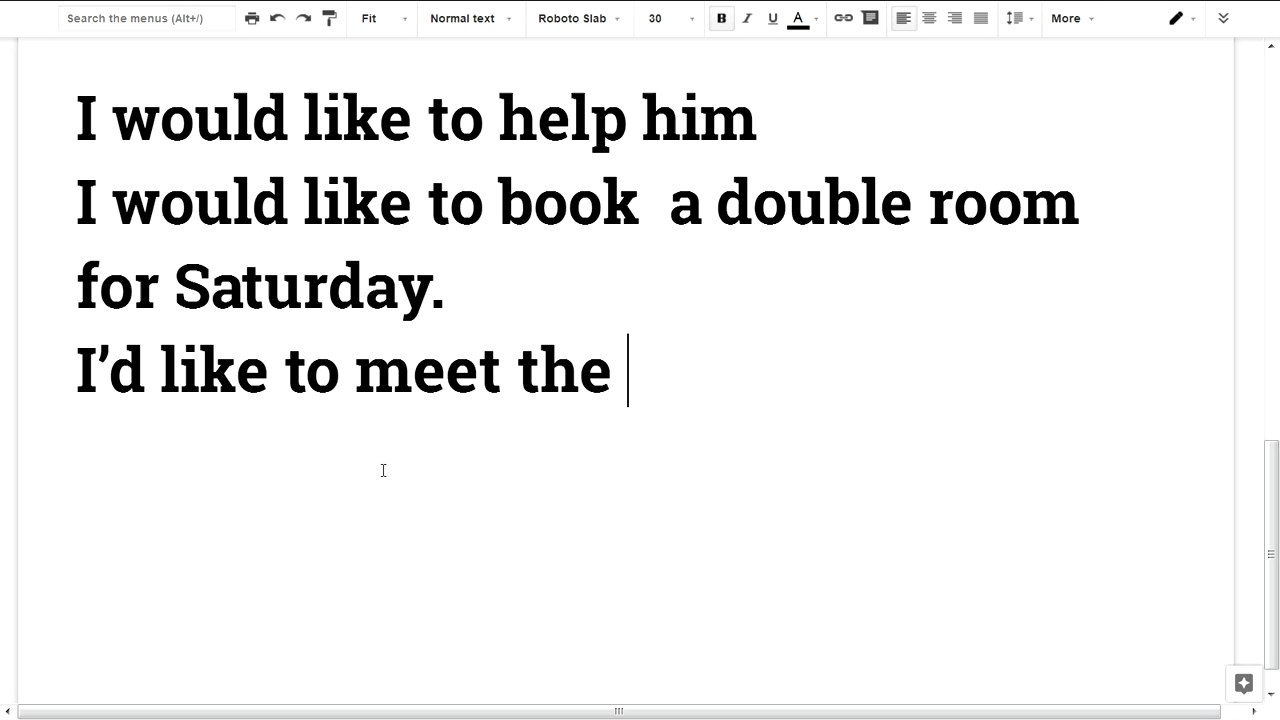 Search the menus (Alt+/) Fit Normal text Roboto Slab 30 B I U A More
I would like to help him
I would like to book  a double room
for Saturday.
I’d like to meet the